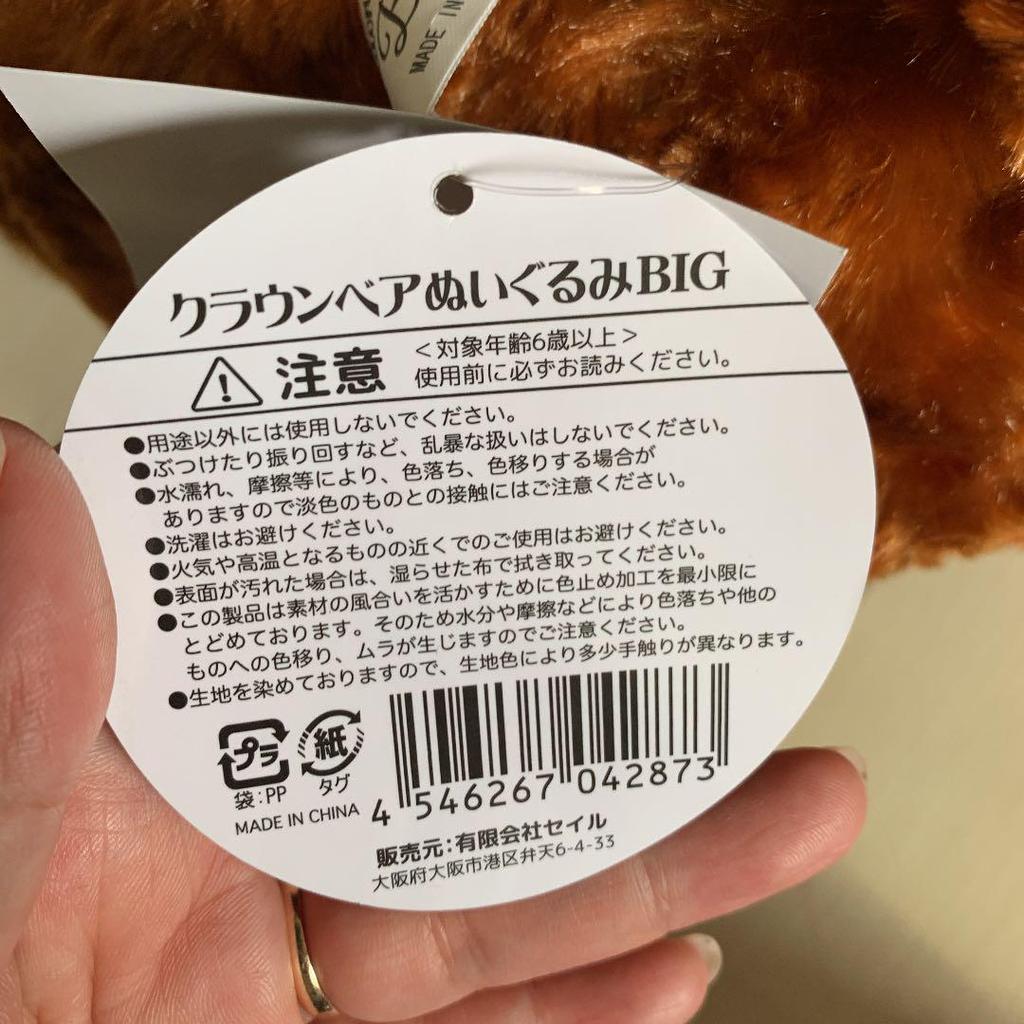 MADE IN
クラウンベアぬいぐるみBIG
注意
＜対象年齢6歳以上＞
使用前に必ずお読みください。
●用途以外には使用しないでください。
●ぶつけたり振り回すなど、乱暴な扱いはしないでください。
●水濡れ、摩擦等により、色落ち、色移りする場合が
ありますので淡色のものとの接触にはご注意ください。
●洗濯はお避けください。
●火気や高温となるものの近くでのご使用はお避けください。
●表面が汚れた場合は、湿らせた布で拭き取ってください。
●この製品は素材の風合いを活かすために色止め加工を最小限に
とどめております。そのため水分や摩擦などにより色落ちや他の
ものへの色移り、ムラが生じますのでご注意ください。
●生地を染めておりますので、生地色により多少手触りが異なります。
プラ
紙
袋:PP
タグ
MADE IN CHINA
4 546267 042873
販売元:有限会社セイル
大阪府大阪市港区弁天6-4-33